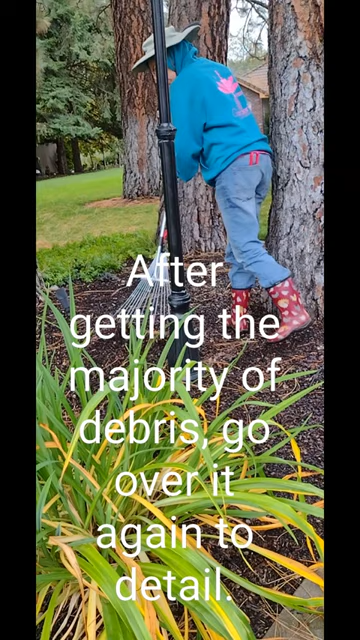 After
getting the
majority of
debris, go
over it
again to
detail.